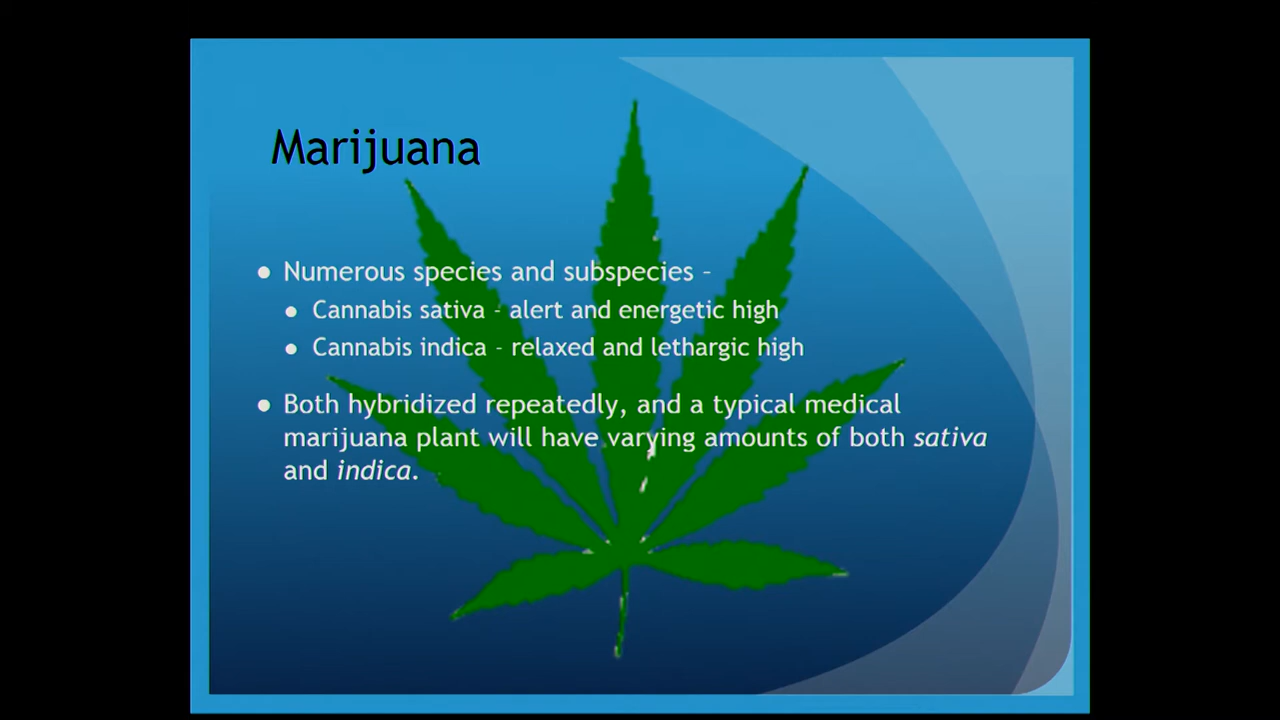 Marijuana
● Numerous species and subspecies –
● Cannabis sativa - alert and energetic high
● Cannabis indica - relaxed and lethargic high
● Both hybridized repeatedly, and a typical medical
marijuana plant will have varying amounts of both sativa
and indica.